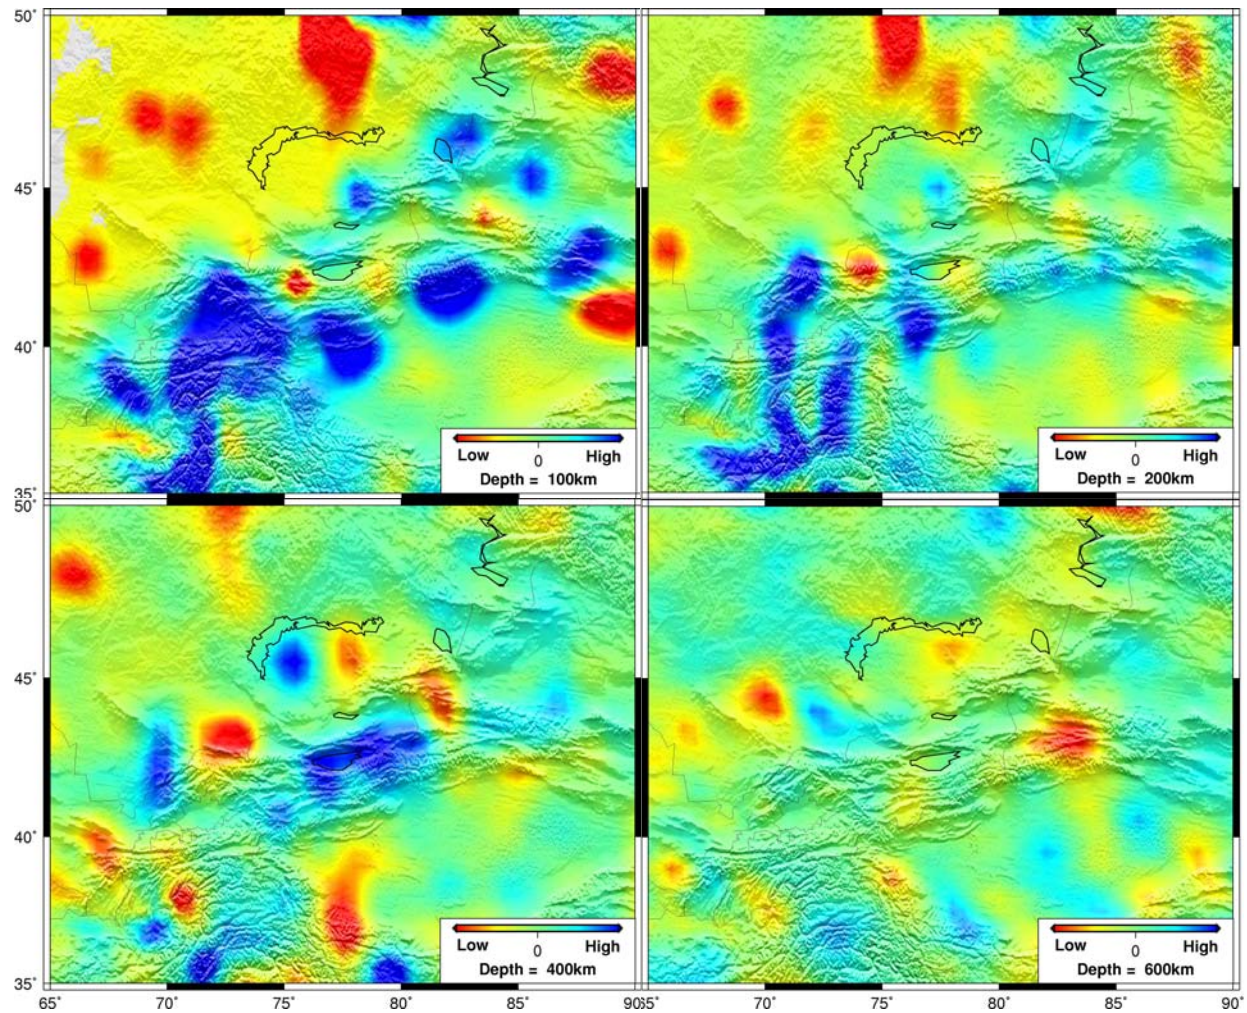 50°
45°
40°
35°
Low 0 High
Depth = 100km
Low 0 High
Depth = 200km
50°
45°
40°
35°
Low 0 High
Depth = 400km
Low 0 High
Depth = 600km
65° 70° 75° 80° 85° 90 65° 70° 75° 80° 85° 90°